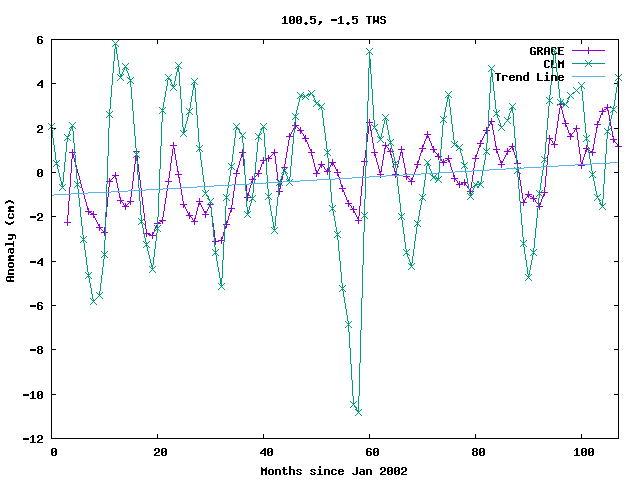 100.5, -1.5 TWS
GRACE
CLM
Trend Line
6
4
2
0
-2
-4
-6
-8
-10
-12
Anomaly (cm)
0 20 40 60 80 100
Months since Jan 2002